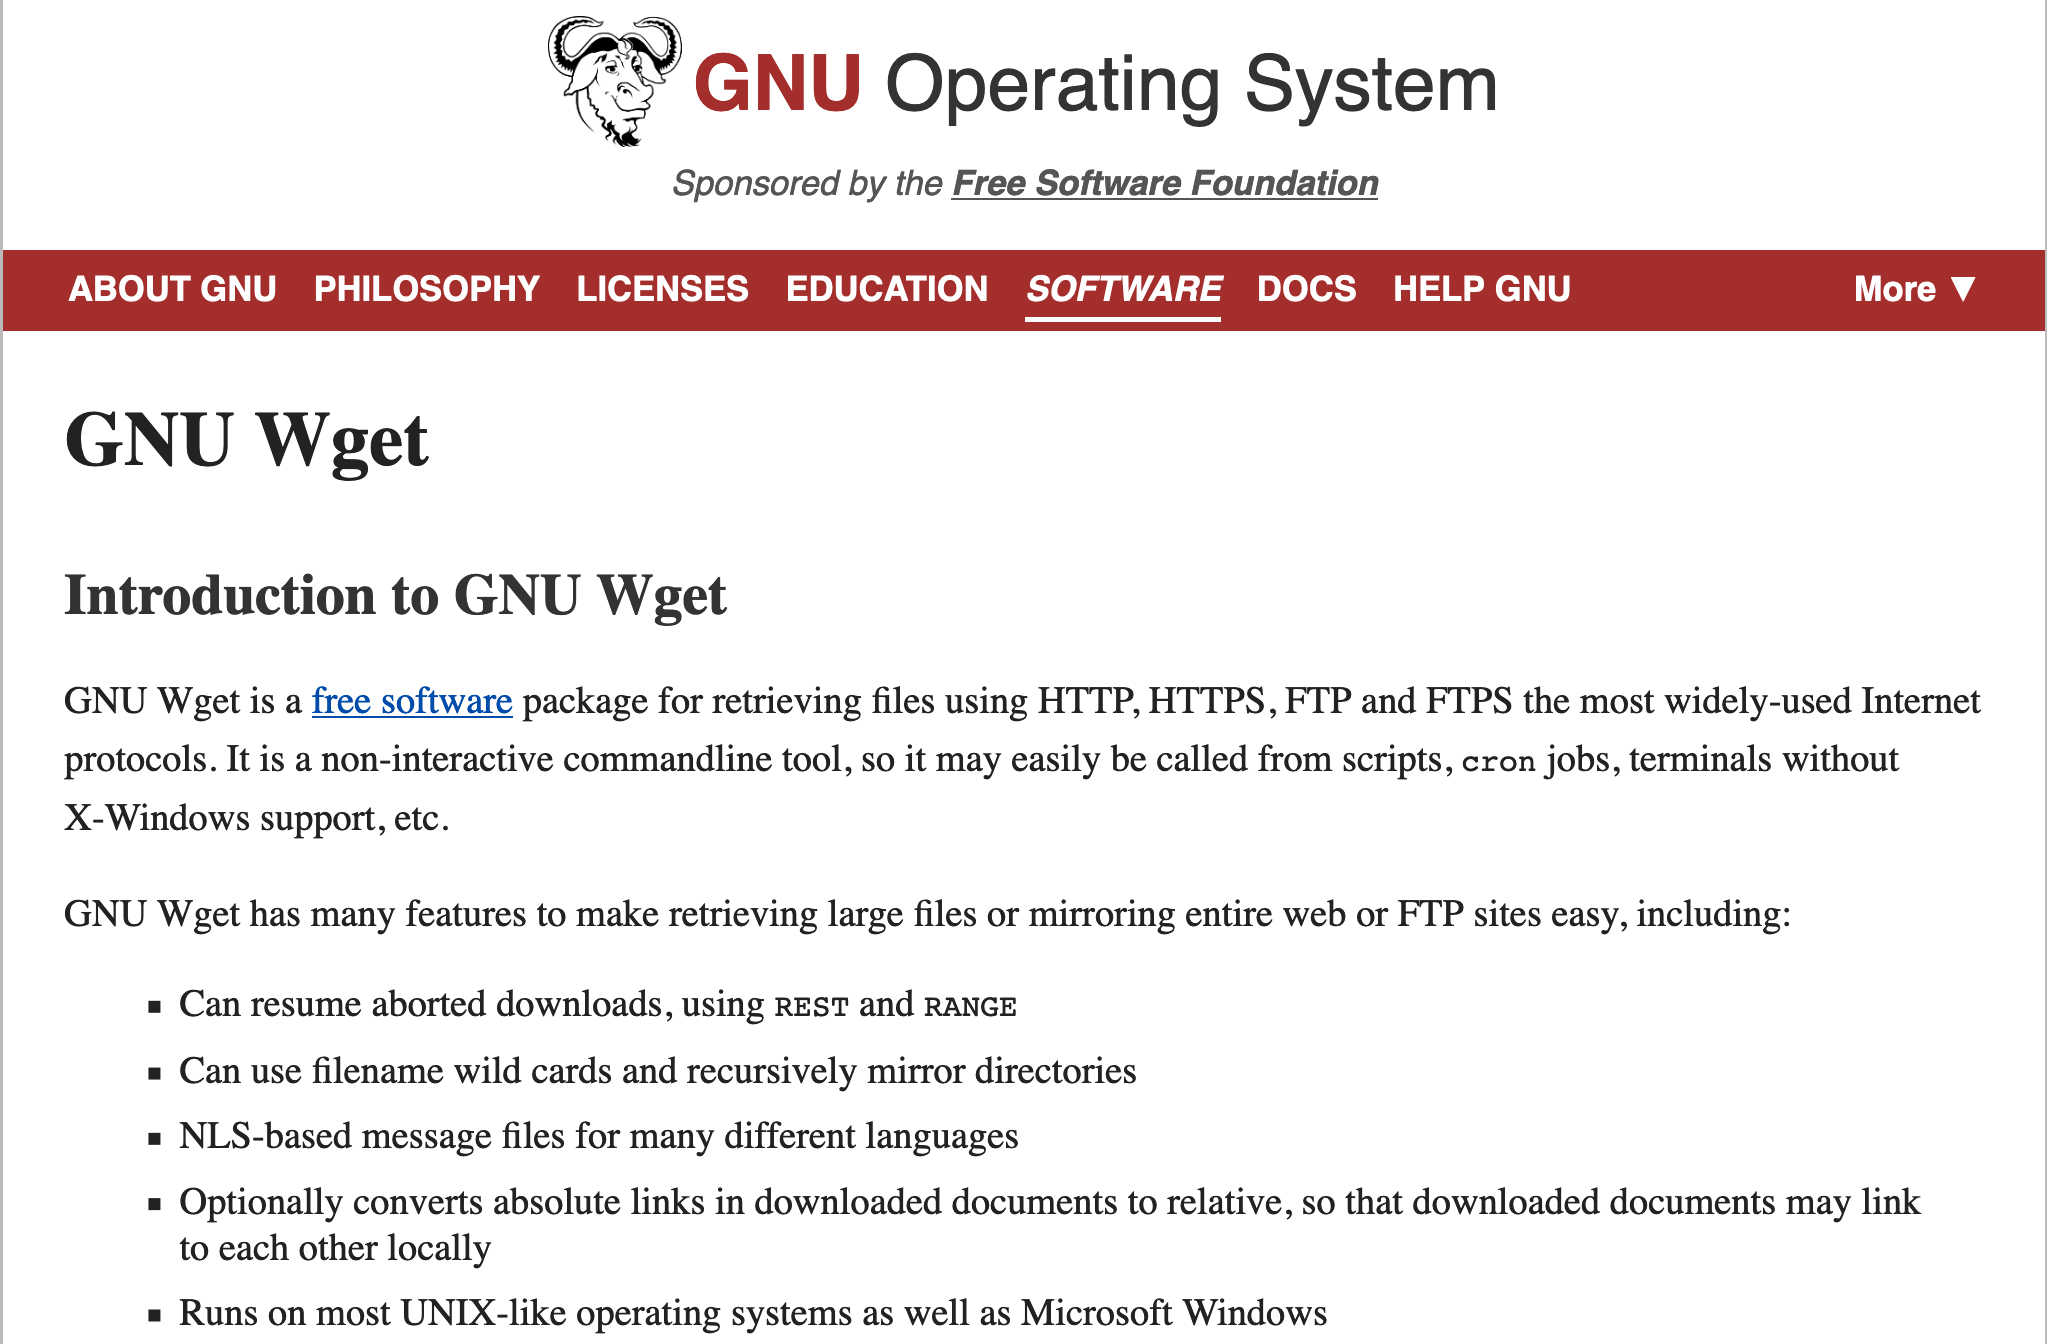 GNU Operating System
Sponsored by the Free Software Foundation
ABOUT GNU PHILOSOPHY LICENSES EDUCATION SOFTWARE DOCS HELP GNU More ▼
GNU Wget
Introduction to GNU Wget
GNU Wget is a free software package for retrieving files using HTTP, HTTPS, FTP and FTPS the most widely-used Internet
protocols. It is a non-interactive commandline tool, so it may easily be called from scripts, cron jobs, terminals without
X-Windows support, etc.
GNU Wget has many features to make retrieving large files or mirroring entire web or FTP sites easy, including:
▪ Can resume aborted downloads, using REST and RANGE
▪ Can use filename wild cards and recursively mirror directories
▪ NLS-based message files for many different languages
▪ Optionally converts absolute links in downloaded documents to relative, so that downloaded documents may link
to each other locally
▪ Runs on most UNIX-like operating systems as well as Microsoft Windows